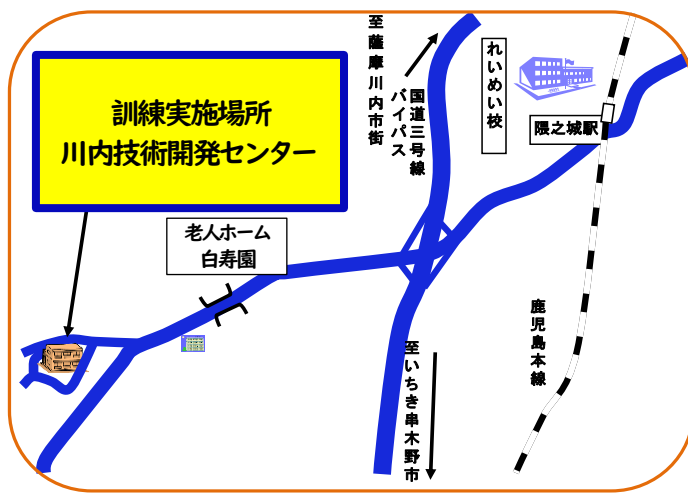 訓練実施場所
川内技術開発センター
至薩摩川内市街
国道三号線
バイパス
れいめい校
隈之城駅
老人ホーム
白寿園
鹿児島本線
至いちき串木野市